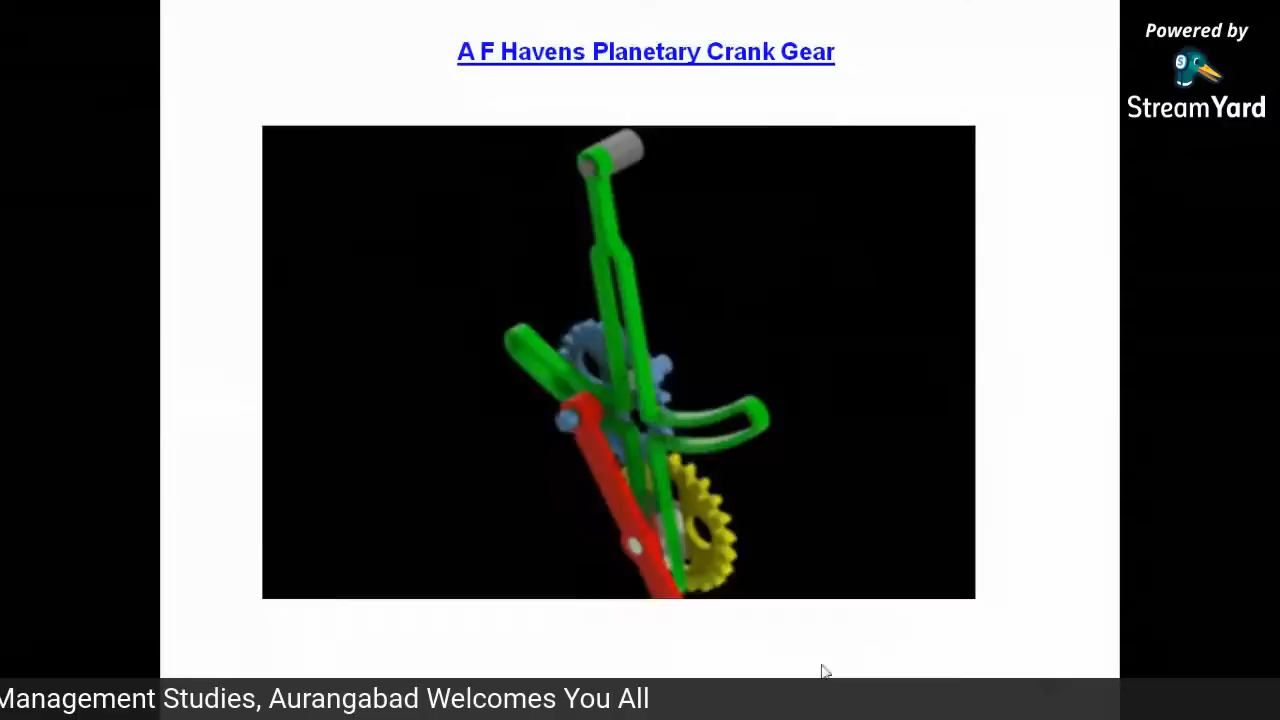 A F Havens Planetary Crank Gear
Powered by
S
StreamYard
Management Studies, Aurangabad Welcomes You All